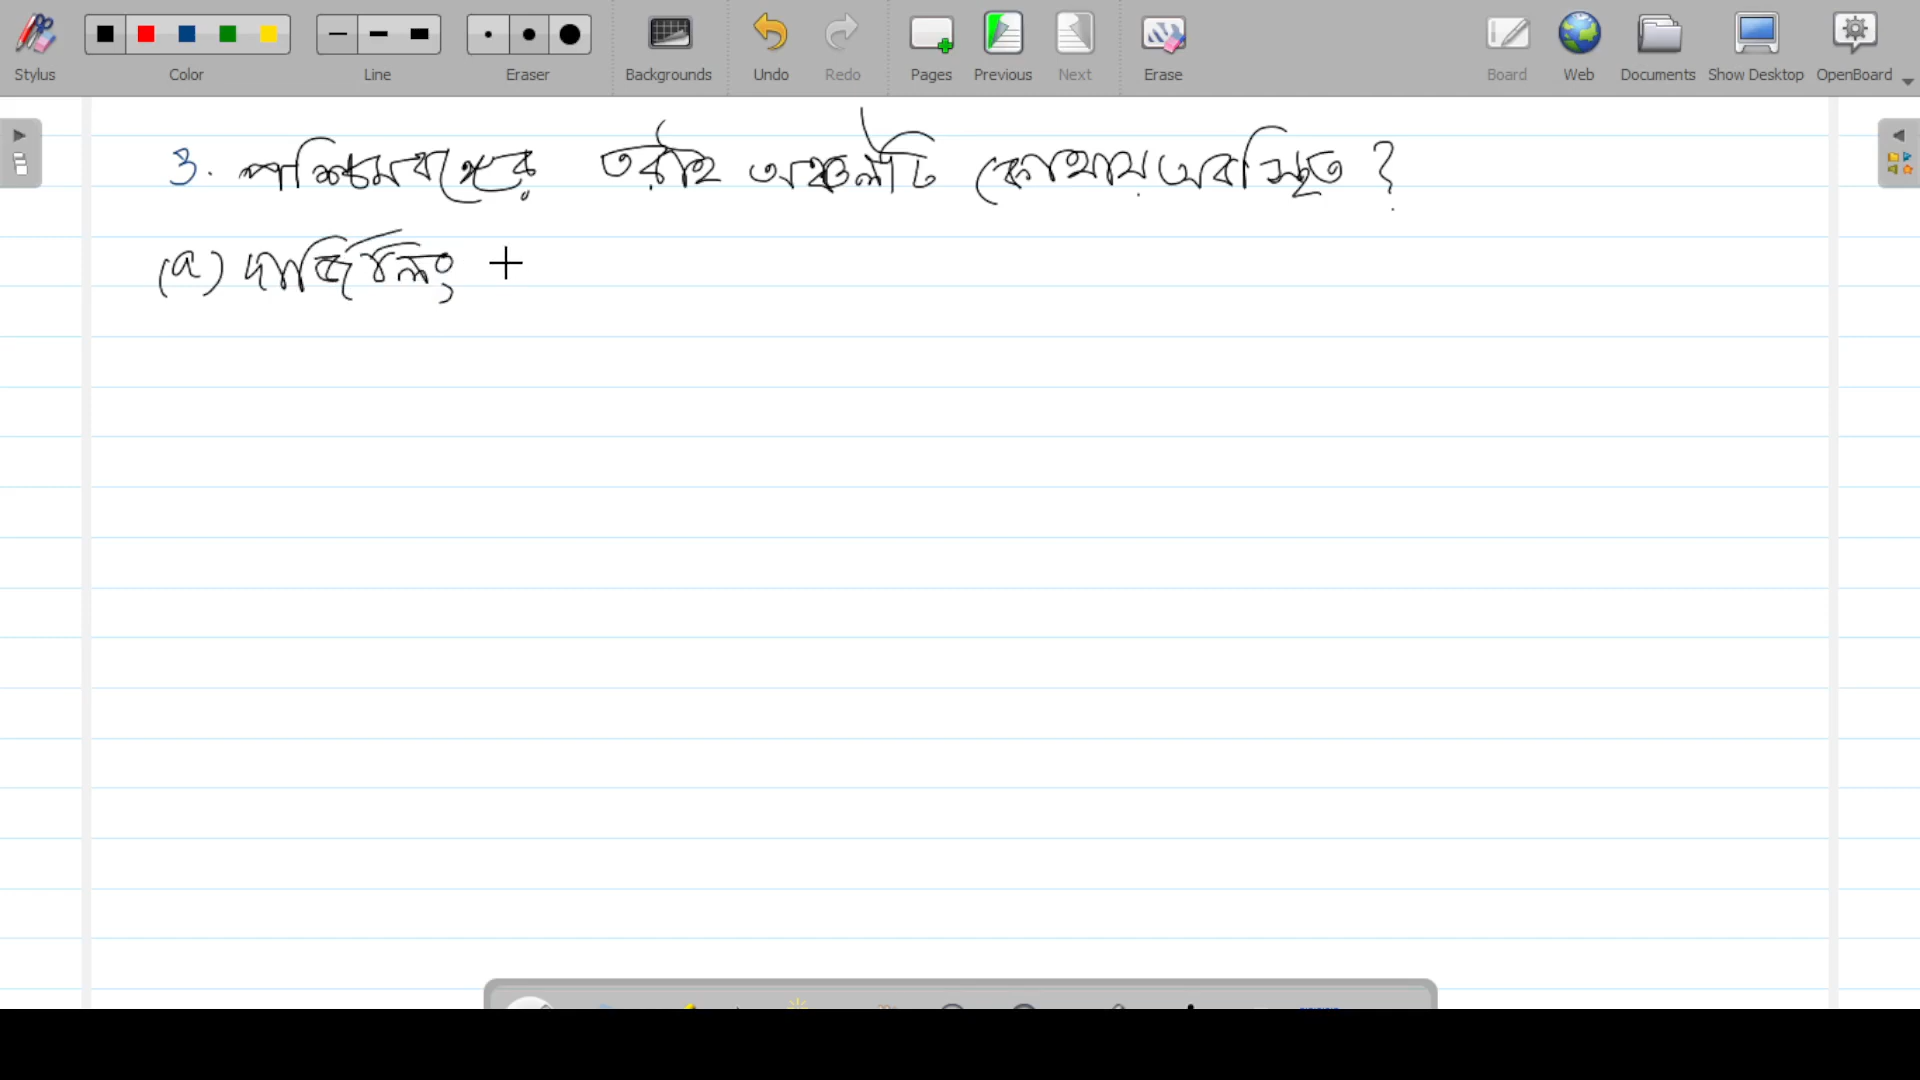 Stylus Color Line Eraser Backgrounds Undo Redo Pages Previous Next Erase Board Web Documents Show Desktop OpenBoard
3. পশ্চিমবঙ্গের তরাই অঞ্চলটি কোথায় অবস্থিত ?
(a) দার্জিলিং